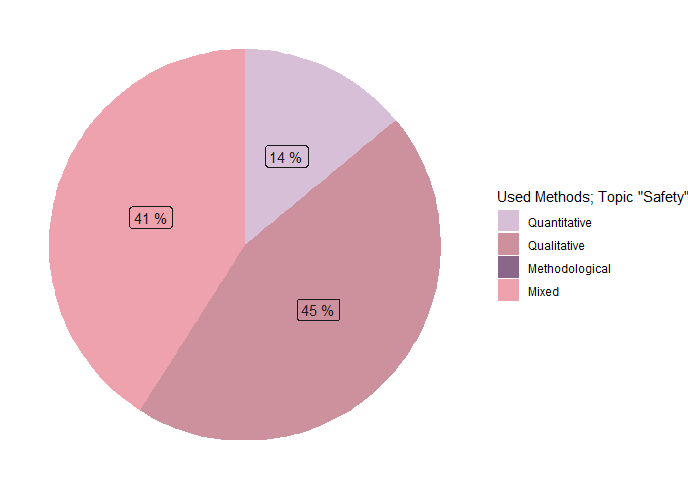 14 %
41 %
45 %
Used Methods; Topic "Safety"
Quantitative
Qualitative
Methodological
Mixed